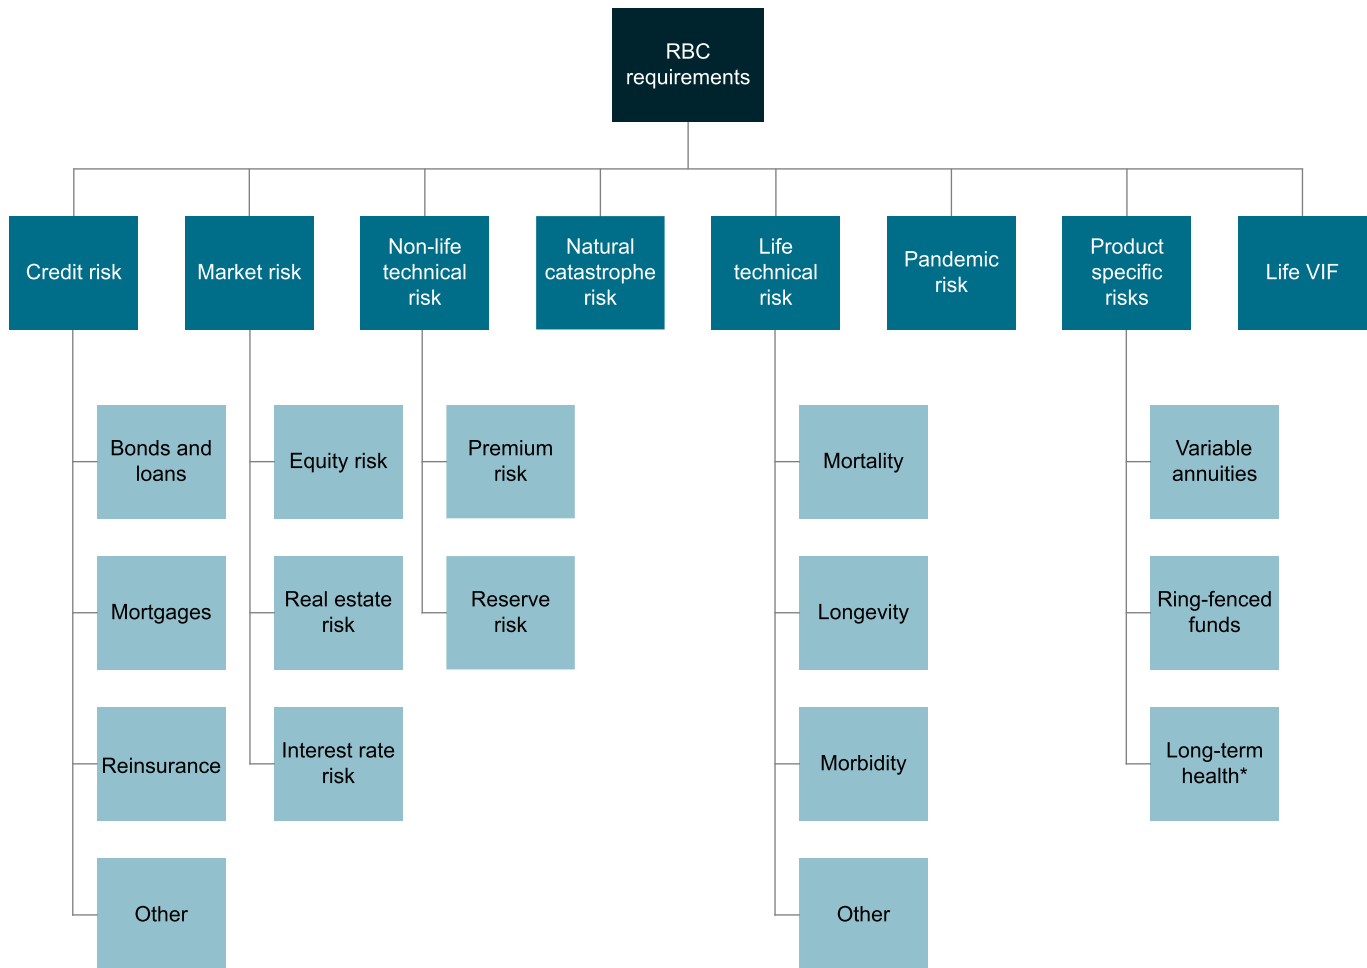 RBC
requirements
Credit risk
Market risk
Non-life
technical
risk
Natural
catastrophe
risk
Life
technical
risk
Pandemic
risk
Product
specific
risks
Life VIF
Bonds and
loans
Mortgages
Reinsurance
Other
Equity risk
Real estate
risk
Interest rate
risk
Premium
risk
Reserve
risk
Mortality
Longevity
Morbidity
Other
Variable
annuities
Ring-fenced
funds
Long-term
health*